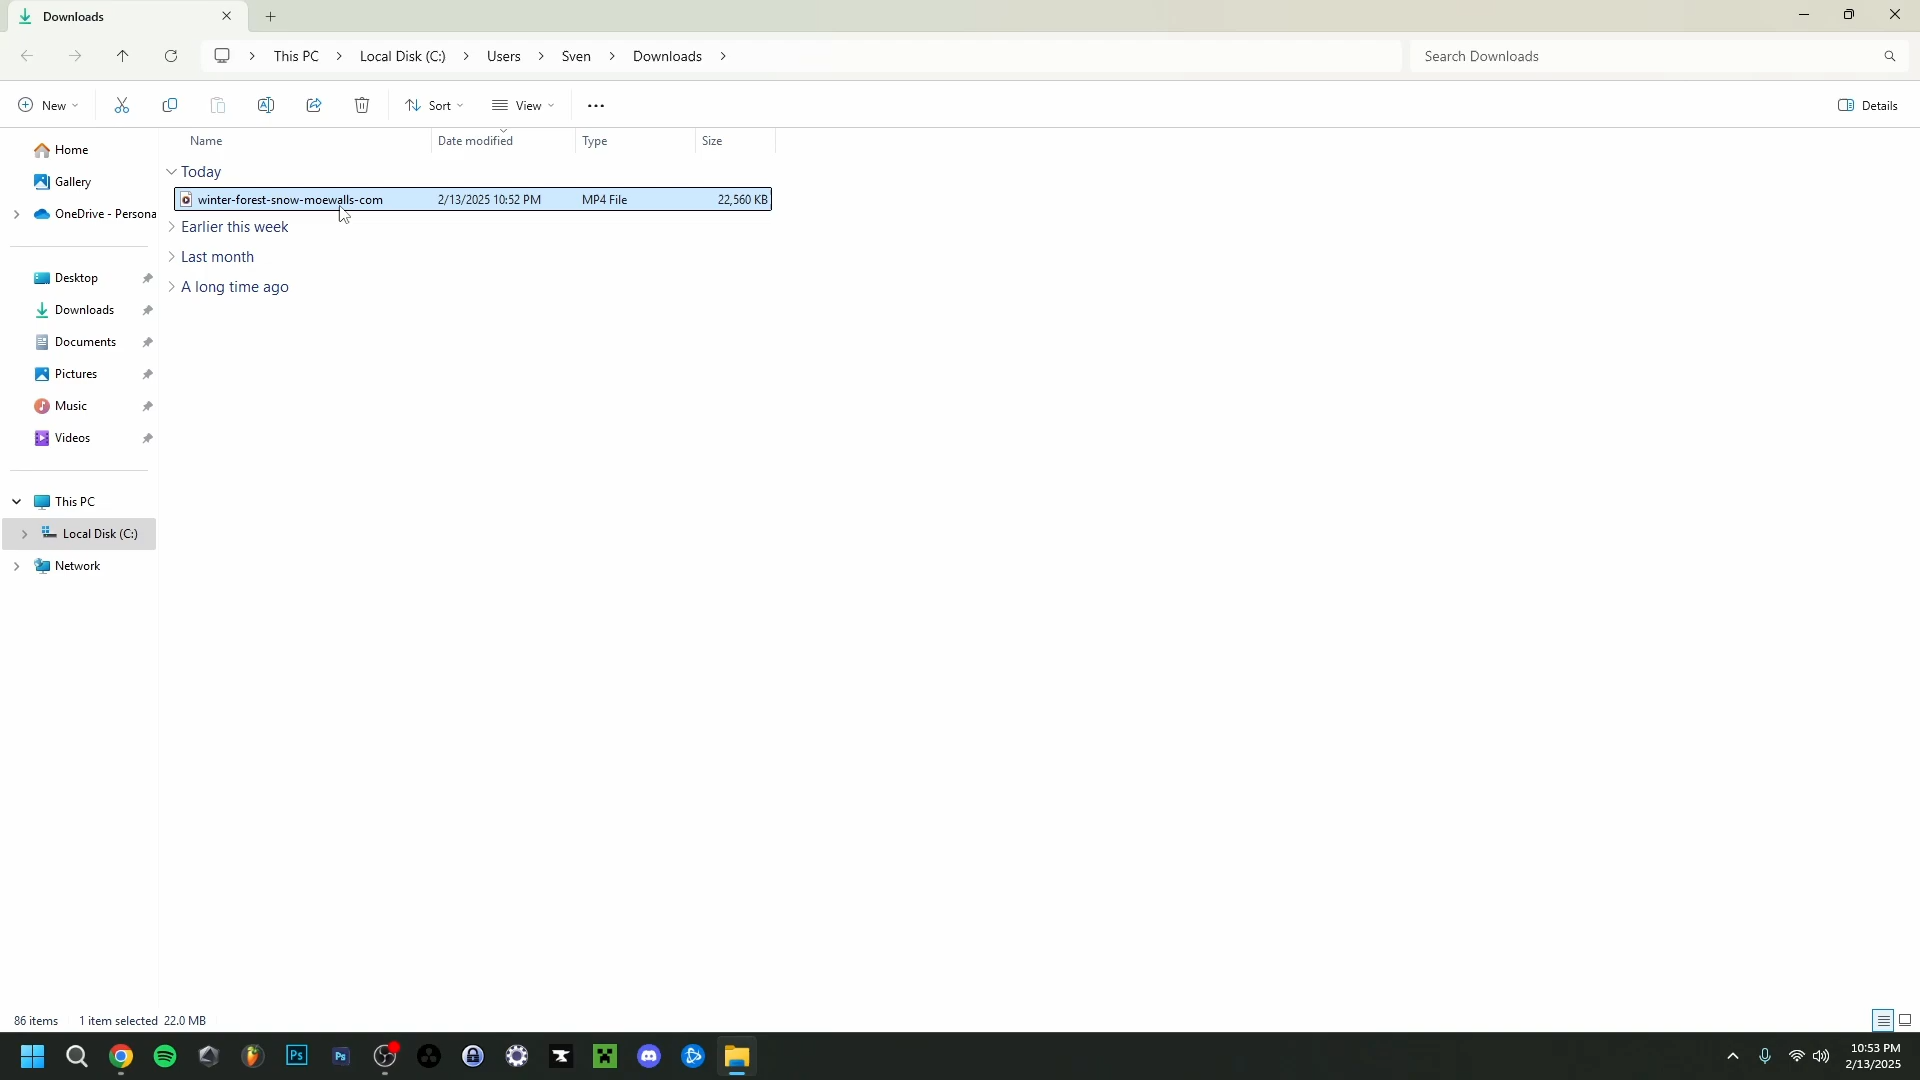 Downloads
This PC Local Disk (C:) Users Sven Downloads
Search Downloads
New
Sort
View
Details
Name Date modified Type Size
Home
Gallery
OneDrive - Persona
Desktop
Downloads
Documents
Pictures
Music
Videos
This PC
Local Disk (C:)
Network
Today
winter-forest-snow-moewalls-com 2/13/2025 10:52 PM MP4 File 22,560 KB
Earlier this week
Last month
A long time ago
86 items 1 item selected 22.0 MB
Ps
Ps
10:53 PM
2/13/2025